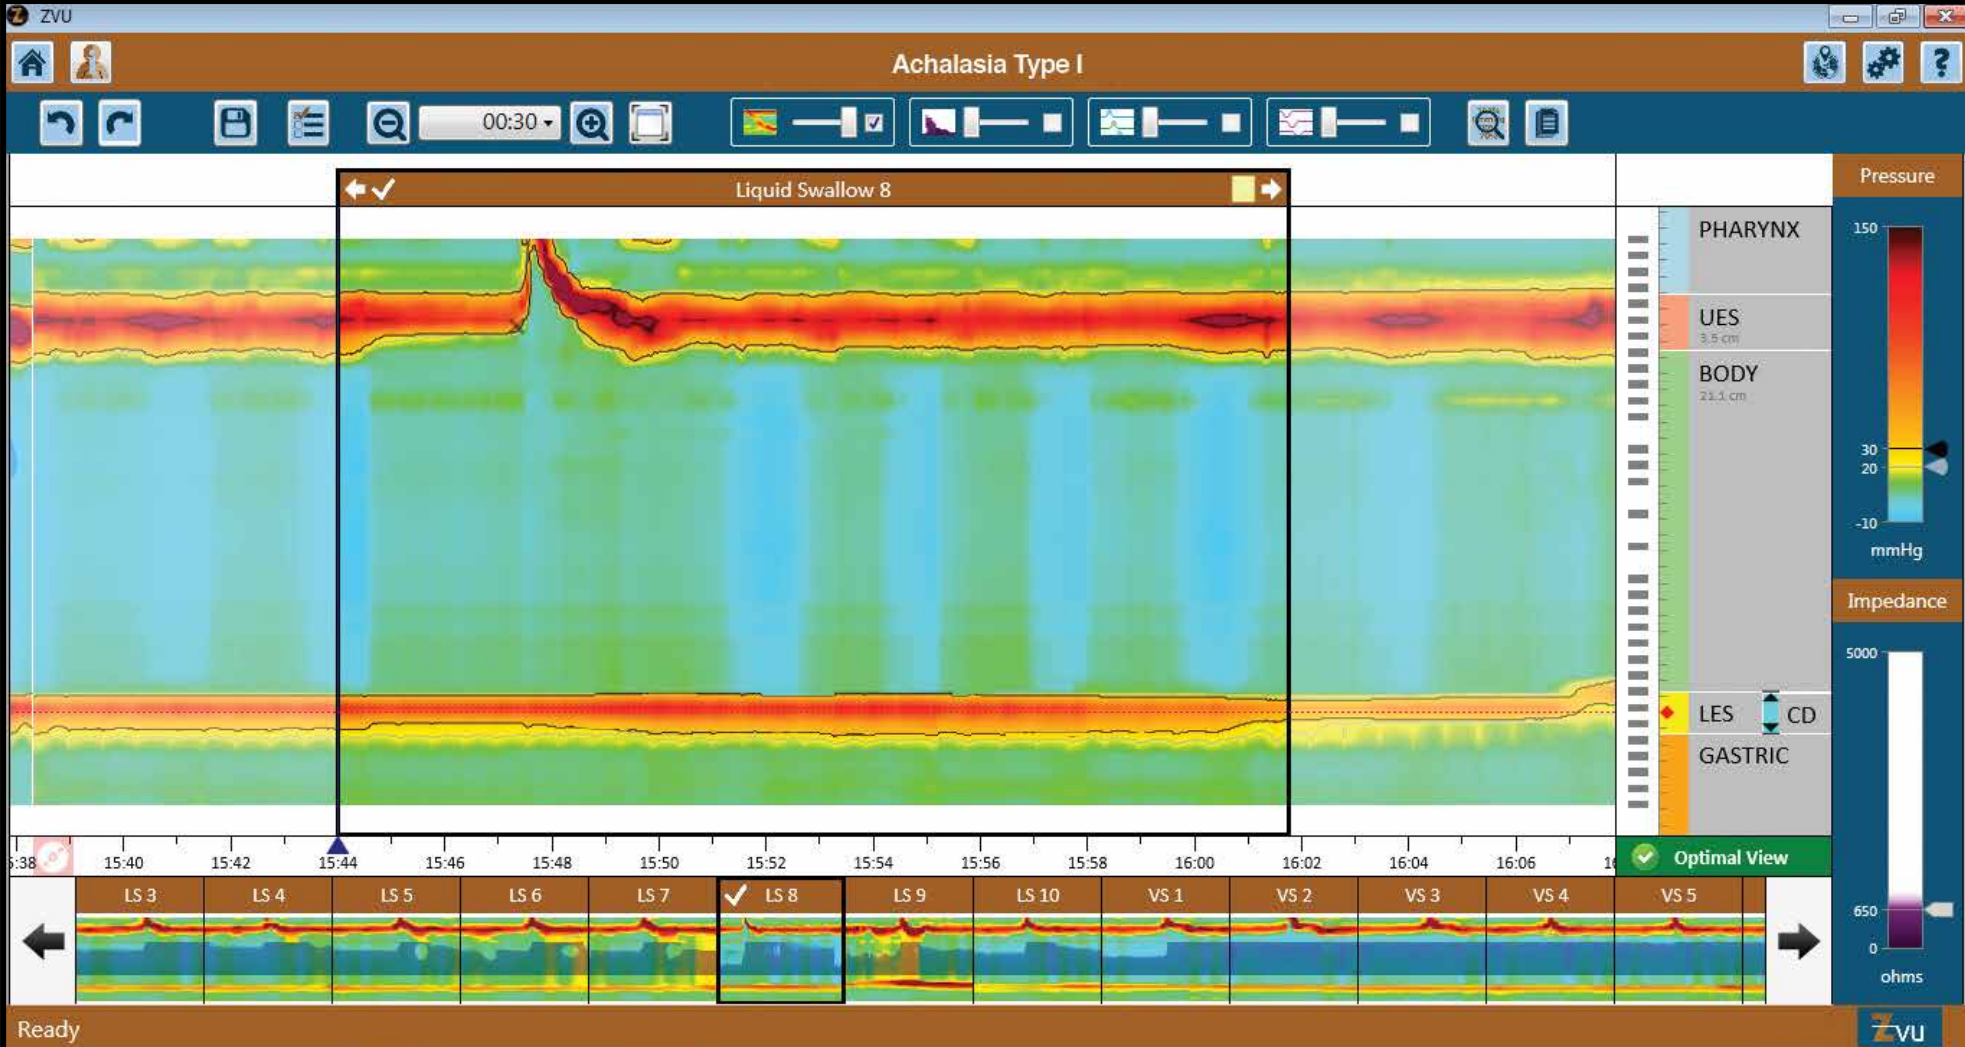 ZVU
Achalasia Type I
00:30
Liquid Swallow 8
Pressure
PHARYNX
150
UES
3.5 cm
BODY
21.1 cm
30
20
-10
mmHg
Impedance
5000
LES CD
GASTRIC
5:38 15:40 15:42 15:44 15:46 15:48 15:50 15:52 15:54 15:56 15:58 16:00 16:02 16:04 16:06 16
Optimal View
LS 3 LS 4 LS 5 LS 6 LS 7 LS 8 LS 9 LS 10 VS 1 VS 2 VS 3 VS 4 VS 5
650
0
ohms
Ready
ZVU